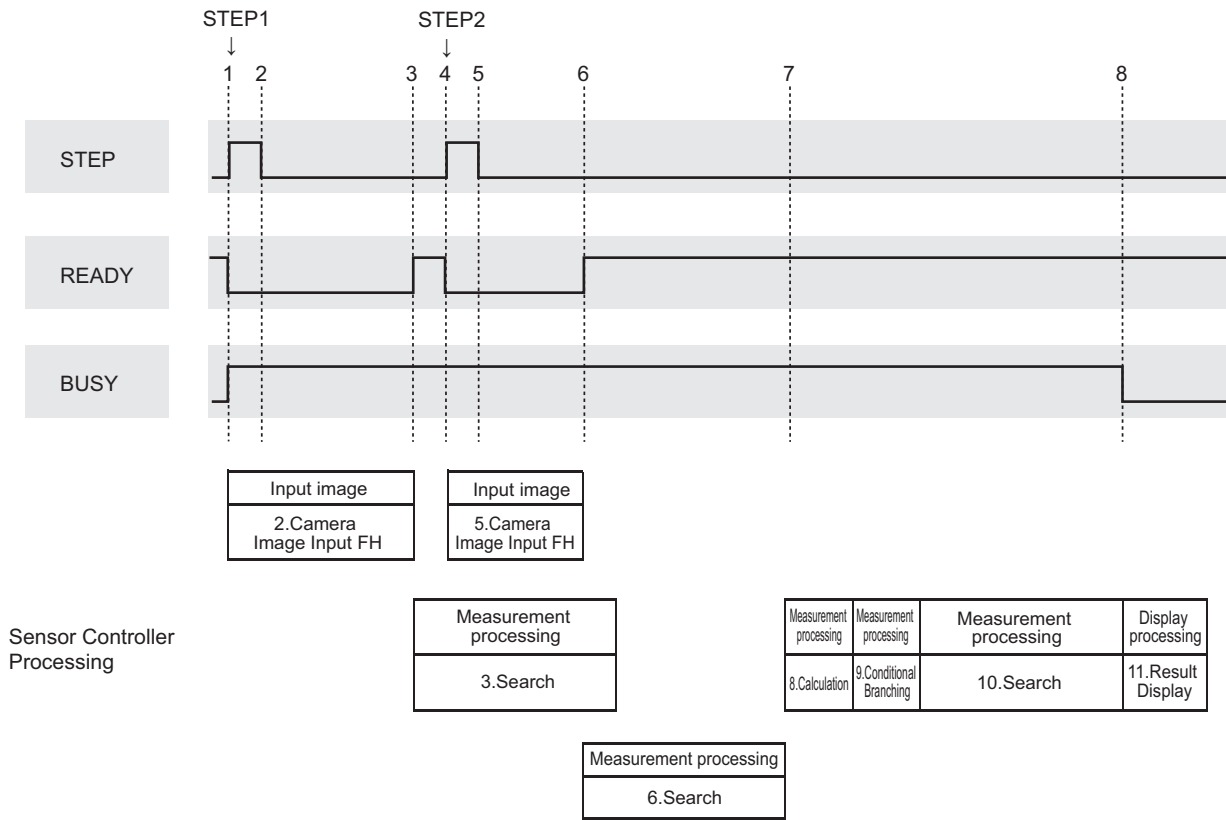 STEP1
STEP2
↓
↓
1 2 3 4 5 6 7 8
STEP
READY
BUSY
Input image
2.Camera
Image Input FH
Input image
5.Camera
Image Input FH
Sensor Controller
Processing
Measurement
processing
3.Search
Measurement
processing
8.Calculation
Measurement
processing
9.Conditional
Branching
Measurement
processing
10.Search
Display
processing
11.Result
Display
Measurement processing
6.Search